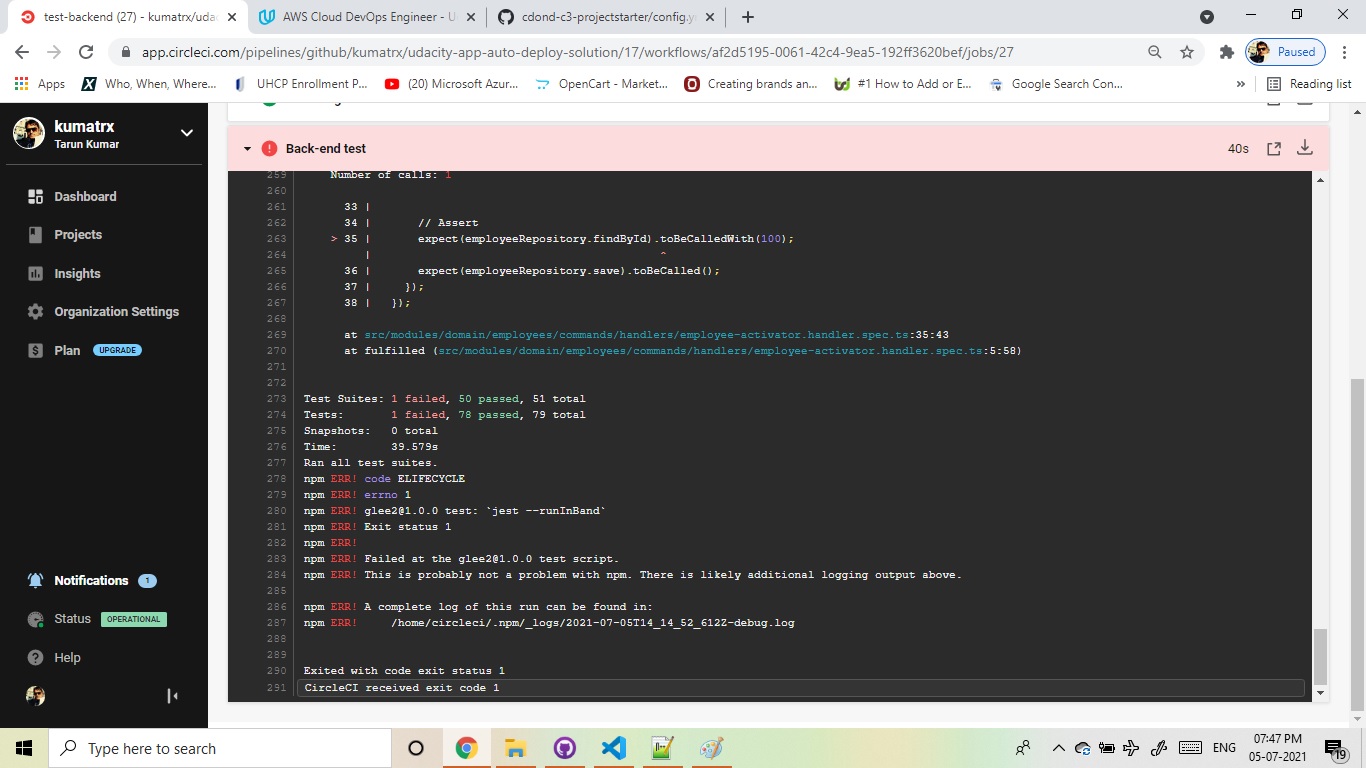 test-backend (27) - kumatrx/udac
AWS Cloud DevOps Engineer - U
cdond-c3-projectstarter/config.y
app.circleci.com/pipelines/github/kumatrx/udacity-app-auto-deploy-solution/17/workflows/af2d5195-0061-42c4-9ea5-192ff3620bef/jobs/27
Paused
Apps
Who, When, Where...
UHCP Enrollment P...
(20) Microsoft Azur...
OpenCart - Market...
Creating brands an...
#1 How to Add or E...
Google Search Con...
»
Reading list
kumatrx
Tarun Kumar
Dashboard
Projects
Insights
Organization Settings
Plan UPGRADE
Notifications 1
Status OPERATIONAL
Help
Back-end test
40s
259 Number of calls: 1
260
261 33 |
262 34 | // Assert
263 > 35 | expect(employeeRepository.findById).toBeCalledWith(100);
264 | ^
265 36 | expect(employeeRepository.save).toBeCalled();
266 37 | });
267 38 | });
268
269 at src/modules/domain/employees/commands/handlers/employee-activator.handler.spec.ts:35:43
270 at fulfilled (src/modules/domain/employees/commands/handlers/employee-activator.handler.spec.ts:5:58)
271
272
273 Test Suites: 1 failed, 50 passed, 51 total
274 Tests: 1 failed, 78 passed, 79 total
275 Snapshots: 0 total
276 Time: 39.579s
277 Ran all test suites.
278 npm ERR! code ELIFECYCLE
279 npm ERR! errno 1
280 npm ERR! glee2@1.0.0 test: `jest --runInBand`
281 npm ERR! Exit status 1
282 npm ERR!
283 npm ERR! Failed at the glee2@1.0.0 test script.
284 npm ERR! This is probably not a problem with npm. There is likely additional logging output above.
285
286 npm ERR! A complete log of this run can be found in:
287 npm ERR! /home/circleci/.npm/_logs/2021-07-05T14_14_52_612Z-debug.log
288
289
290 Exited with code exit status 1
291 CircleCI received exit code 1
Type here to search
ENG
07:47 PM
05-07-2021
19